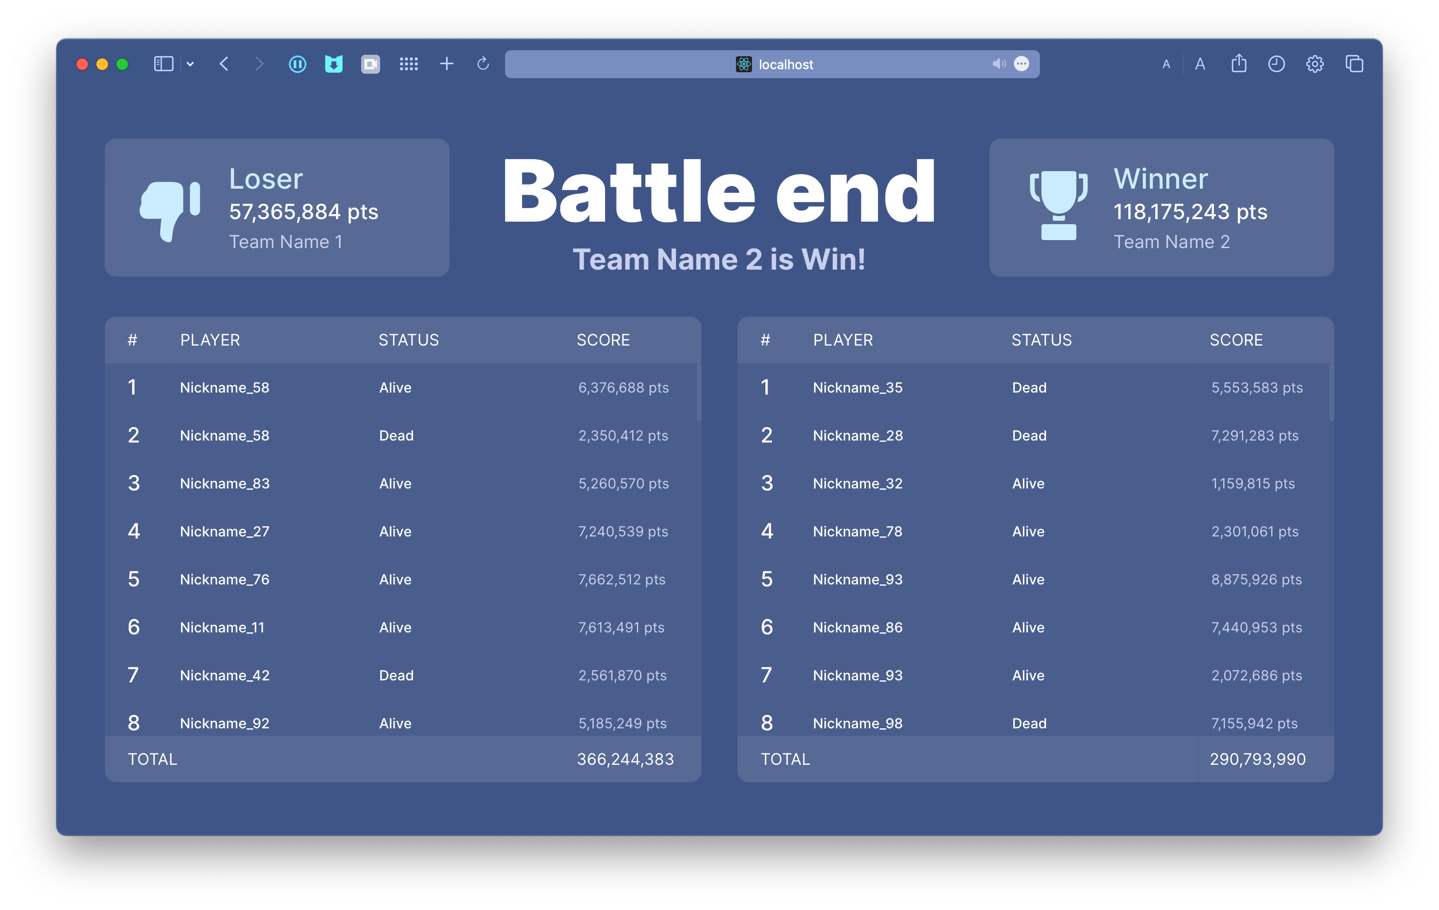 localhost
A A
Loser
57,365,884 pts
Team Name 1
Battle end
Team Name 2 is Win!
Winner
118,175,243 pts
Team Name 2
# PLAYER STATUS SCORE
1 Nickname_58 Alive 6,376,688 pts
2 Nickname_58 Dead 2,350,412 pts
3 Nickname_83 Alive 5,260,570 pts
4 Nickname_27 Alive 7,240,539 pts
5 Nickname_76 Alive 7,662,512 pts
6 Nickname_11 Alive 7,613,491 pts
7 Nickname_42 Dead 2,561,870 pts
8 Nickname_92 Alive 5,185,249 pts
TOTAL 366,244,383
# PLAYER STATUS SCORE
1 Nickname_35 Dead 5,553,583 pts
2 Nickname_28 Dead 7,291,283 pts
3 Nickname_32 Alive 1,159,815 pts
4 Nickname_78 Alive 2,301,061 pts
5 Nickname_93 Alive 8,875,926 pts
6 Nickname_86 Alive 7,440,953 pts
7 Nickname_93 Alive 2,072,686 pts
8 Nickname_98 Dead 7,155,942 pts
TOTAL 290,793,990